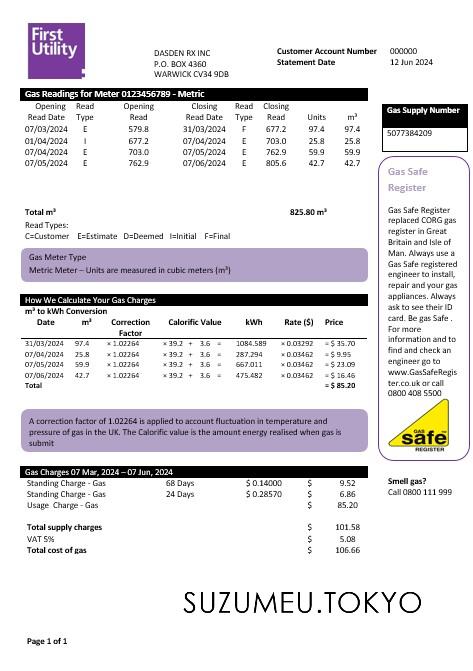 First
Utility
DASDEN RX INC
P.O. BOX 4360
WARWICK CV34 9DB
Customer Account Number 000000
Statement Date 12 Jun 2024
Gas Readings for Meter 0123456789 - Metric
Opening Read Opening Closing Read Closing
Read Date Type Read Read Date Type Read Units m³
07/03/2024 E 579.8 31/03/2024 F 677.2 97.4 97.4
01/04/2024 I 677.2 07/04/2024 E 703.0 25.8 25.8
07/04/2024 E 703.0 07/05/2024 E 762.9 59.9 59.9
07/05/2024 E 762.9 07/06/2024 E 805.6 42.7 42.7
Total m³ 825.80 m³
Read Types:
C=Customer E=Estimate D=Deemed I=Initial F=Final
Gas Meter Type
Metric Meter – Units are measured in cubic meters (m³)
How We Calculate Your Gas Charges
m³ to kWh Conversion
Date m³ Correction Calorific Value kWh Rate ($) Price
Factor
31/03/2024 97.4 × 1.02264 × 39.2 + 3.6 = 1084.589 × 0.03292 = $ 35.70
07/04/2024 25.8 × 1.02264 × 39.2 + 3.6 = 287.294 × 0.03462 = $ 9.95
07/05/2024 59.9 × 1.02264 × 39.2 + 3.6 = 667.011 × 0.03462 = $ 23.09
07/06/2024 42.7 × 1.02264 × 39.2 + 3.6 = 475.482 × 0.03462 = $ 16.46
Total = $ 85.20
A correction factor of 1.02264 is applied to account fluctuation in temperature and
pressure of gas in the UK. The Calorific value is the amount energy realised when gas is
submit
Gas Charges 07 Mar, 2024 – 07 Jun, 2024
Standing Charge - Gas 68 Days $ 0.14000 $ 9.52
Standing Charge - Gas 24 Days $ 0.28570 $ 6.86
Usage Charge - Gas $ 85.20
Total supply charges $ 101.58
VAT 5% $ 5.08
Total cost of gas $ 106.66
Gas Supply Number
5077384209
Gas Safe
Register
Gas Safe Register
replaced CORG gas
register in Great
Britain and Isle of
Man. Always use a
Gas Safe registered
engineer to install,
repair and your gas
appliances. Always
ask to see their ID
card. Be gas Safe .
For more
information and to
find and check an
engineer go to
www.GasSafeRegis
ter.co.uk or call
0800 408 5500
gas
safe
REGISTER
Smell gas?
Call 0800 111 999
SUZUMEU.TOKYO
Page 1 of 1